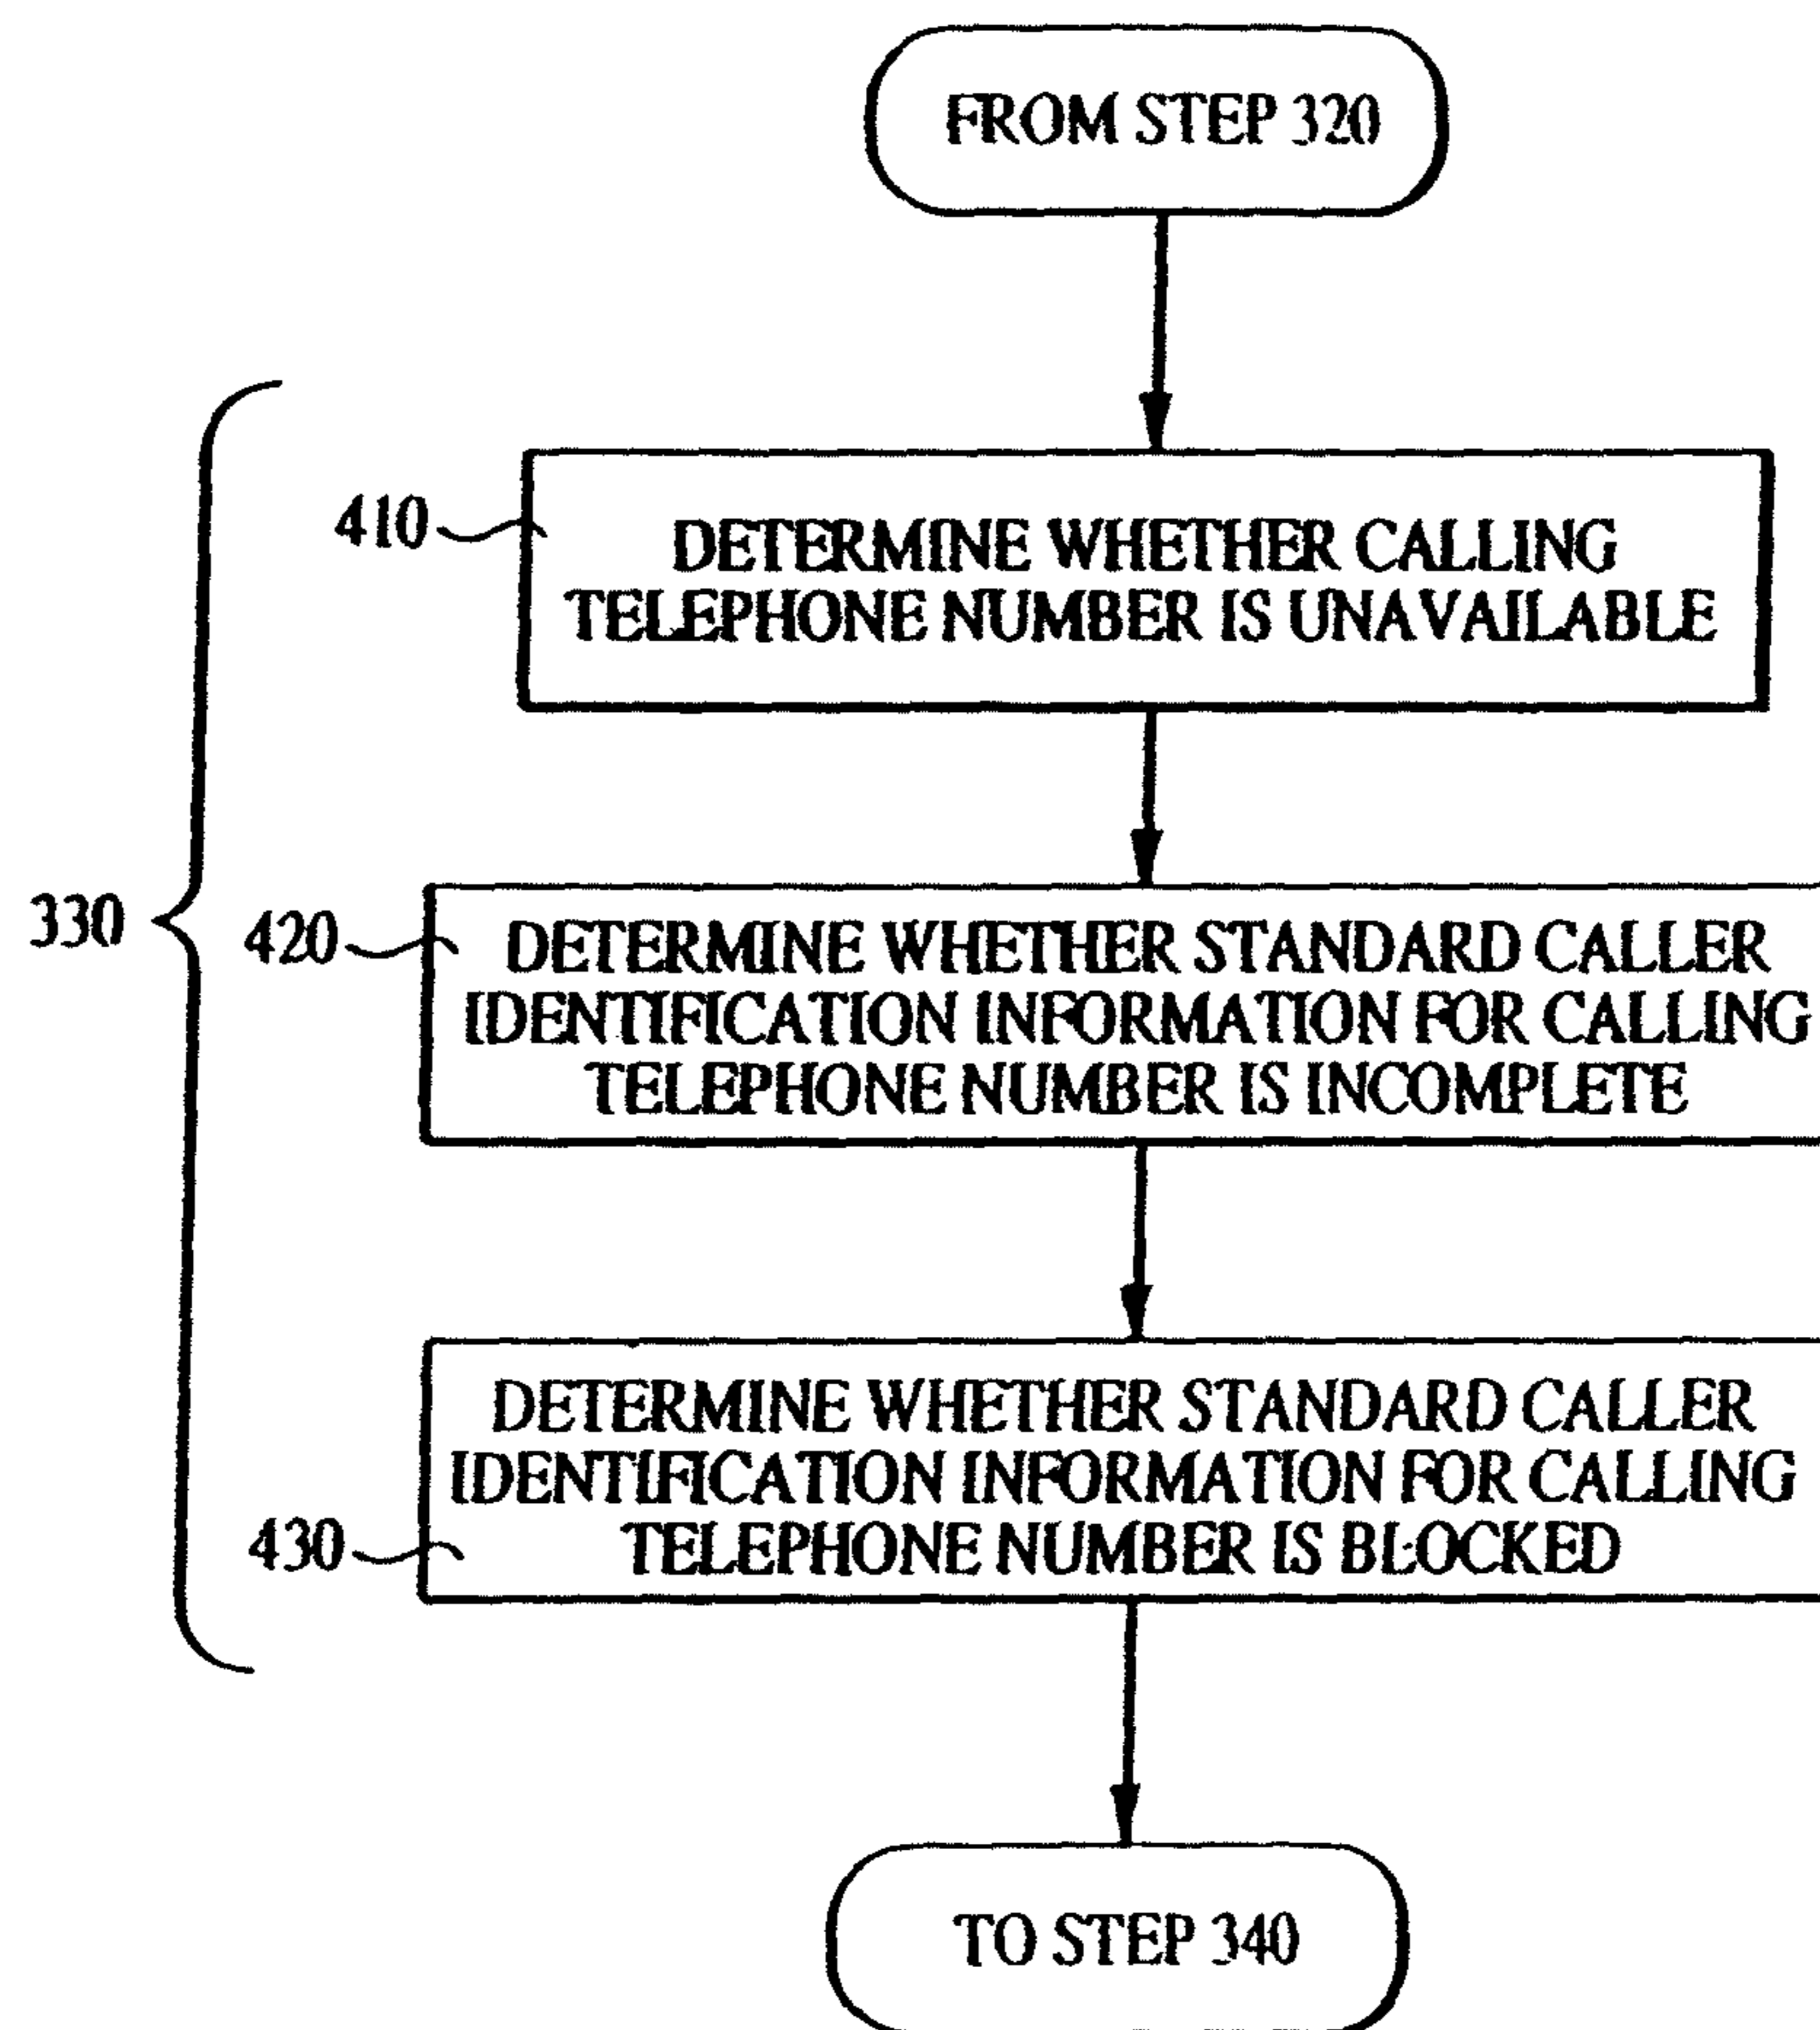 FROM STEP 320
410
DETERMINE WHETHER CALLING
TELEPHONE NUMBER IS UNAVAILABLE
330
420
DETERMINE WHETHER STANDARD CALLER
IDENTIFICATION INFORMATION FOR CALLING
TELEPHONE NUMBER IS INCOMPLETE
DETERMINE WHETHER STANDARD CALLER
IDENTIFICATION INFORMATION FOR CALLING
TELEPHONE NUMBER IS BLOCKED
430
TO STEP 340